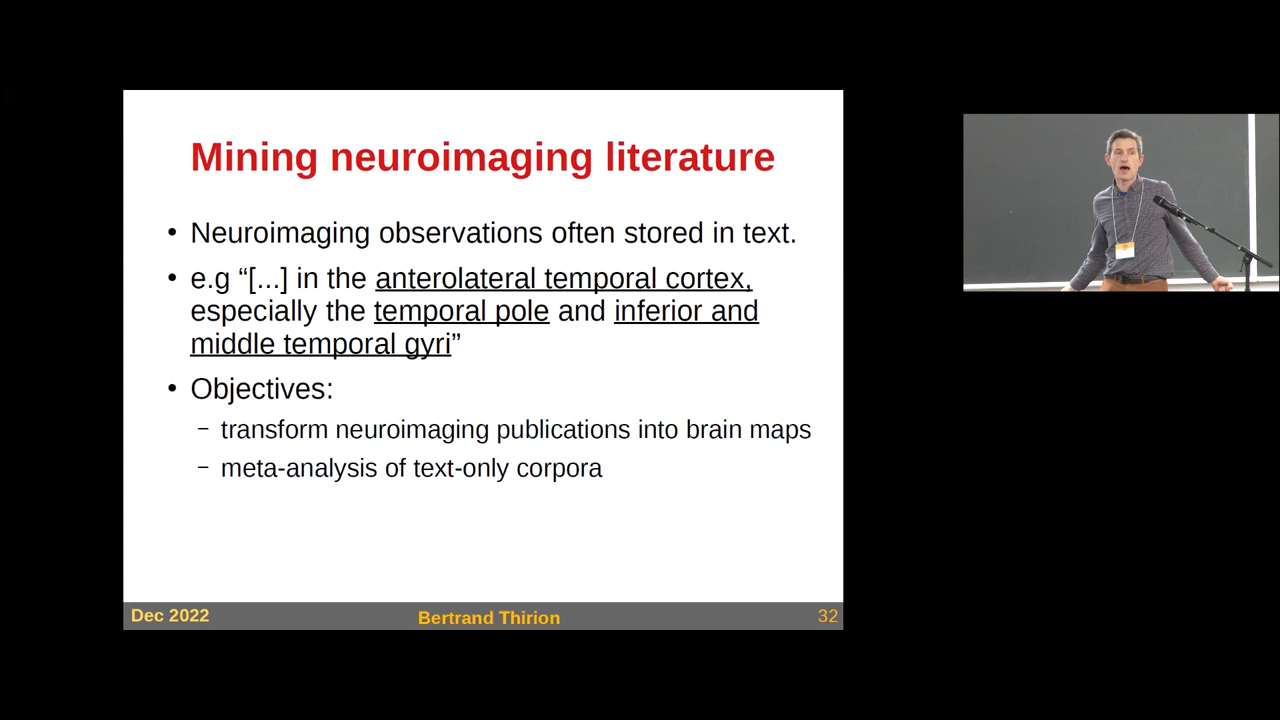 Mining neuroimaging literature
• Neuroimaging observations often stored in text.
• e.g “[...] in the anterolateral temporal cortex,
especially the temporal pole and inferior and
middle temporal gyri”
• Objectives:
– transform neuroimaging publications into brain maps
– meta-analysis of text-only corpora
Dec 2022
Bertrand Thirion
32